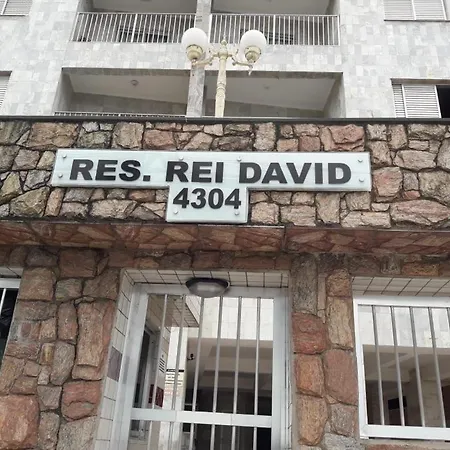 RES. REI DAVID
4304